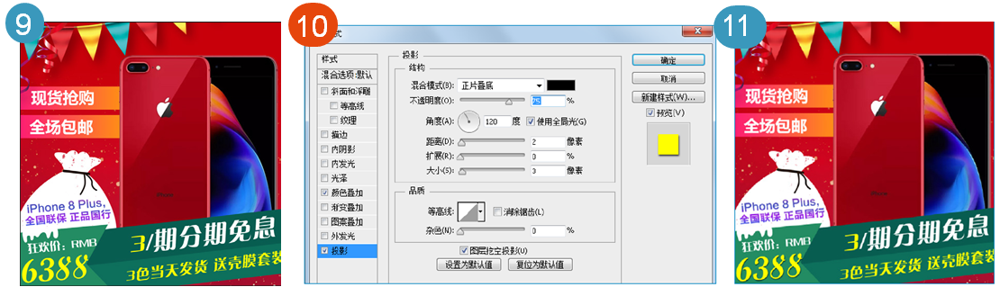 9
现货抢购
全场包邮
iPhone 8 Plus,
全国联保 正品国行
狂欢价：RMB
6388
3/期分期免息
3色当天发货 送壳膜套装
10
式
样式
混合选项:默认
斜面和浮雕
等高线
纹理
描边
内阴影
内发光
光泽
颜色叠加
渐变叠加
图案叠加
外发光
投影
投影
结构
混合模式(B): 正片叠底
不透明度(O): 75 %
角度(A): 120 度 使用全局光(G)
距离(D): 2 像素
扩展(R): 0 %
大小(S): 3 像素
品质
等高线: 消除锯齿(L)
杂色(N): 0 %
图层挖空投影(U)
设置为默认值 复位为默认值
确定
取消
新建样式(W)...
预览(V)
11
现货抢购
全场包邮
iPhone 8 Plus,
全国联保 正品国行
狂欢价：RMB
6388
3/期分期免息
3色当天发货 送壳膜套装